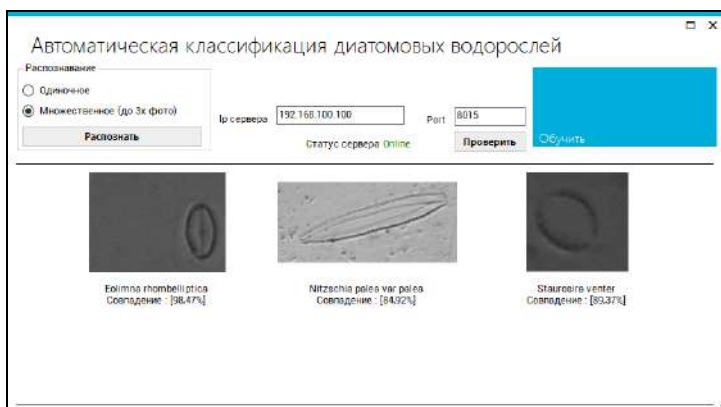 Автоматическая классификация диатомовых водорослей
Распознавание
Одиночное
Множественное (до 3х фото)
Распознать
Ip сервера 192.168.100.100 Port 8015
Статус сервера Online Проверить
Обучить
Eolimna rhombelliptica
Совпадение : [98,47%]
Nitzschia palea var palea
Совпадение : [84,92%]
Staurosira venter
Совпадение : [89,37%]